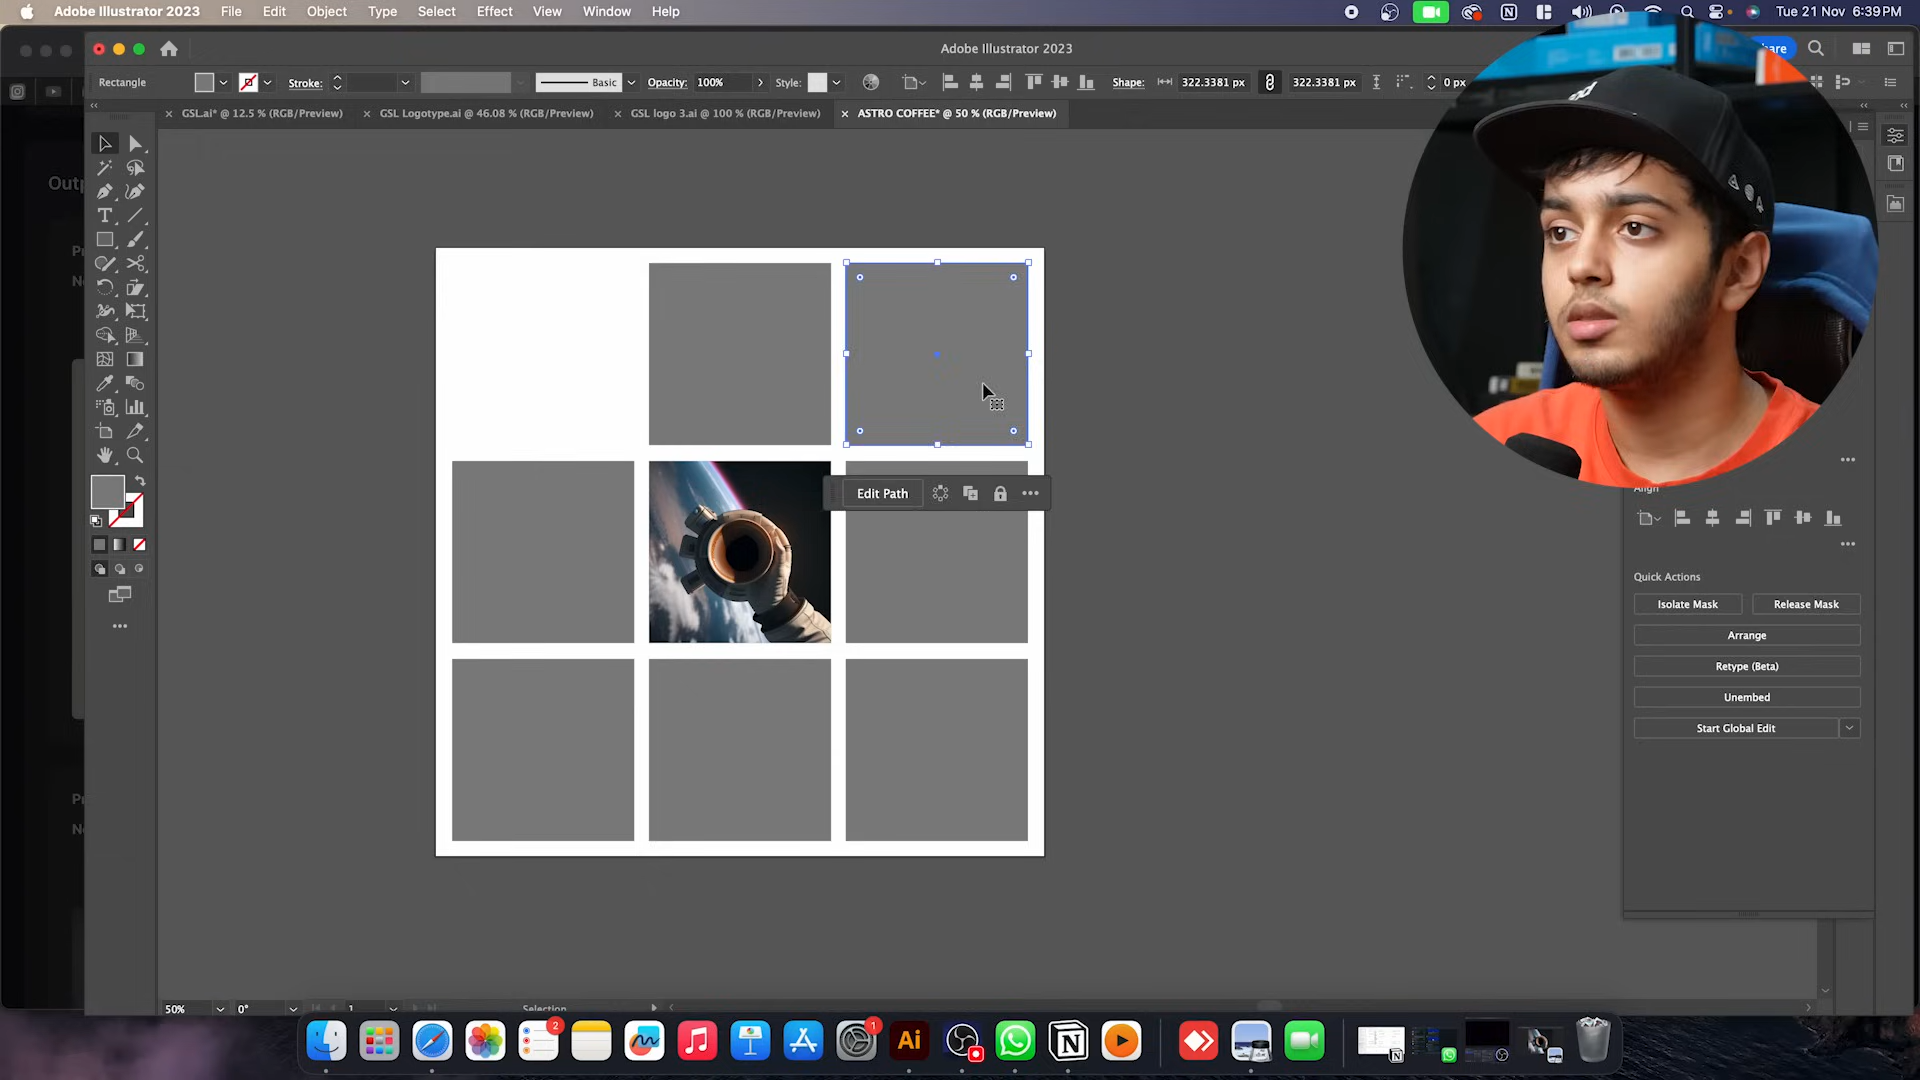 Adobe Illustrator 2023 File Edit Object Type Select Effect View Window Help
Tue 21 Nov 6:39PM
Adobe Illustrator 2023
Rectangle Stroke: Basic Opacity: 100% Style: Shape: 322.3381 px 322.3381 px 0 px
GSL.ai* @ 12.5 % (RGB/Preview) GSL Logotype.ai @ 46.08 % (RGB/Preview) GSL logo 3.ai @ 100 % (RGB/Preview) ASTRO COFFEE* @ 50 % (RGB/Preview)
Edit Path
Align
Quick Actions
Isolate Mask Release Mask
Arrange
Retype (Beta)
Unembed
Start Global Edit
50% 0° 1 Selection
2
1
Ai